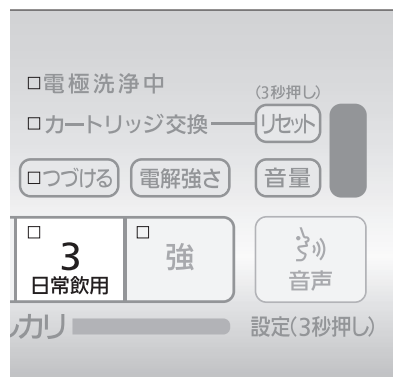 電極洗浄中
(3秒押し)
カートリッジ交換 リセット
つづける 電解強さ 音量
3 強
日常飲用 音声
ルカリ 設定(3秒押し)